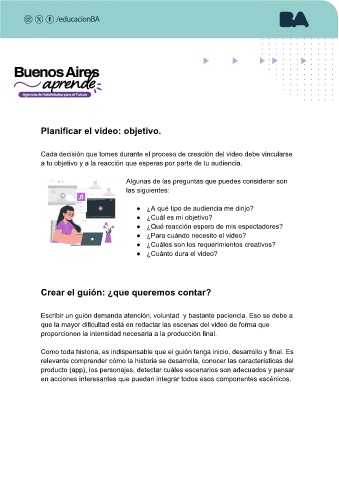 /educacionBA
BA
Buenos Aires
aprende
Agencia de Habilidades para el Futuro
Planificar el video: objetivo.
Cada decisión que tomes durante el proceso de creación del video debe vincularse
a tu objetivo y a la reacción que esperas por parte de tu audiencia.
Algunas de las preguntas que puedes considerar son
las siguientes:
● ¿A qué tipo de audiencia me dirijo?
● ¿Cuál es mi objetivo?
● ¿Qué reacción espero de mis espectadores?
● ¿Para cuándo necesito el video?
● ¿Cuáles son los requerimientos creativos?
● ¿Cuánto dura el video?
Crear el guión: ¿que queremos contar?
Escribir un guión demanda atención, voluntad y bastante paciencia. Eso se debe a
que la mayor dificultad está en redactar las escenas del video de forma que
proporcionen la intensidad necesaria a la producción final.
Como toda historia, es indispensable que el guión tenga inicio, desarrollo y final. Es
relevante comprender cómo la historia se desarrolla, conocer las características del
producto (app), los personajes, detectar cuáles escenarios son adecuados y pensar
en acciones interesantes que puedan integrar todos esos componentes escénicos.